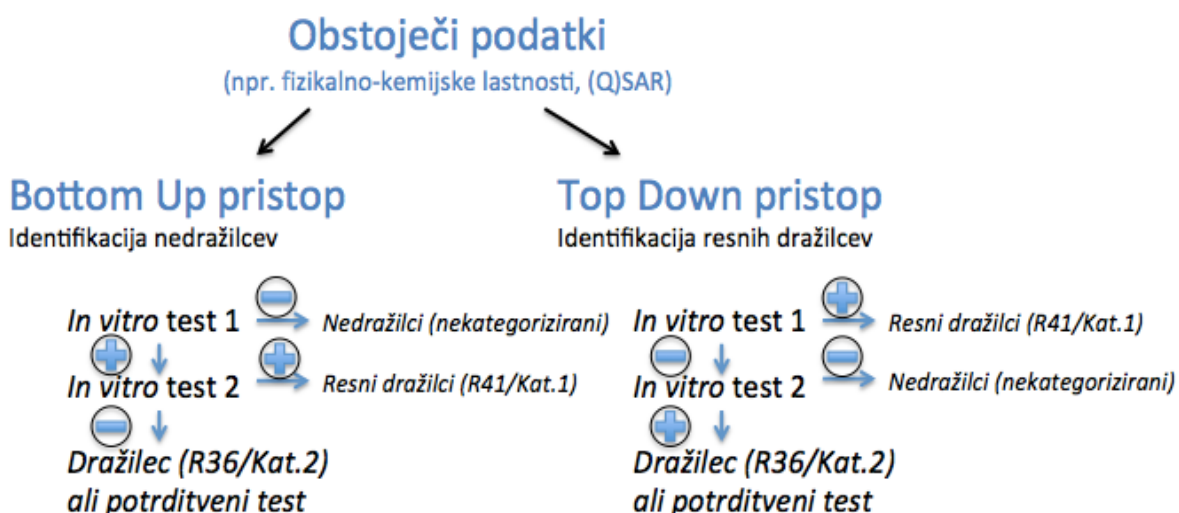 Obstoječi podatki
(npr. fizikalno-kemijske lastnosti, (Q)SAR)
Bottom Up pristop
Identifikacija nedražilcev
In vitro test 1
Nedražilci (nekategorizirani)
In vitro test 2
Resni dražilci (R41/Kat.1)
Dražilec (R36/Kat.2)
ali potrditveni test
Top Down pristop
Identifikacija resnih dražilcev
In vitro test 1
Resni dražilci (R41/Kat.1)
In vitro test 2
Nedražilci (nekategorizirani)
Dražilec (R36/Kat.2)
ali potrditveni test